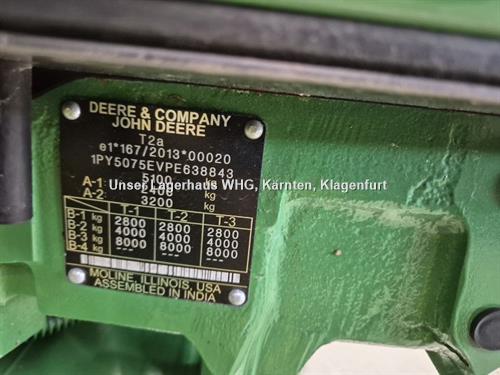 DEERE & COMPANY
JOHN DEERE
T2a
e1*167/2013*00020
1PY5075EVPE638843
5100 kg
Unser Lagerhaus WHG, Kärnten, Klagenfurt
A-1: 2400 kg
A-2: 3200 kg
T-1 T-2 T-3
B-1 kg 2800 2800 2800
B-2 kg 4000 4000 4000
B-3 kg 8000 8000 8000
B-4 kg --- --- ---
MOLINE, ILLINOIS, USA
ASSEMBLED IN INDIA